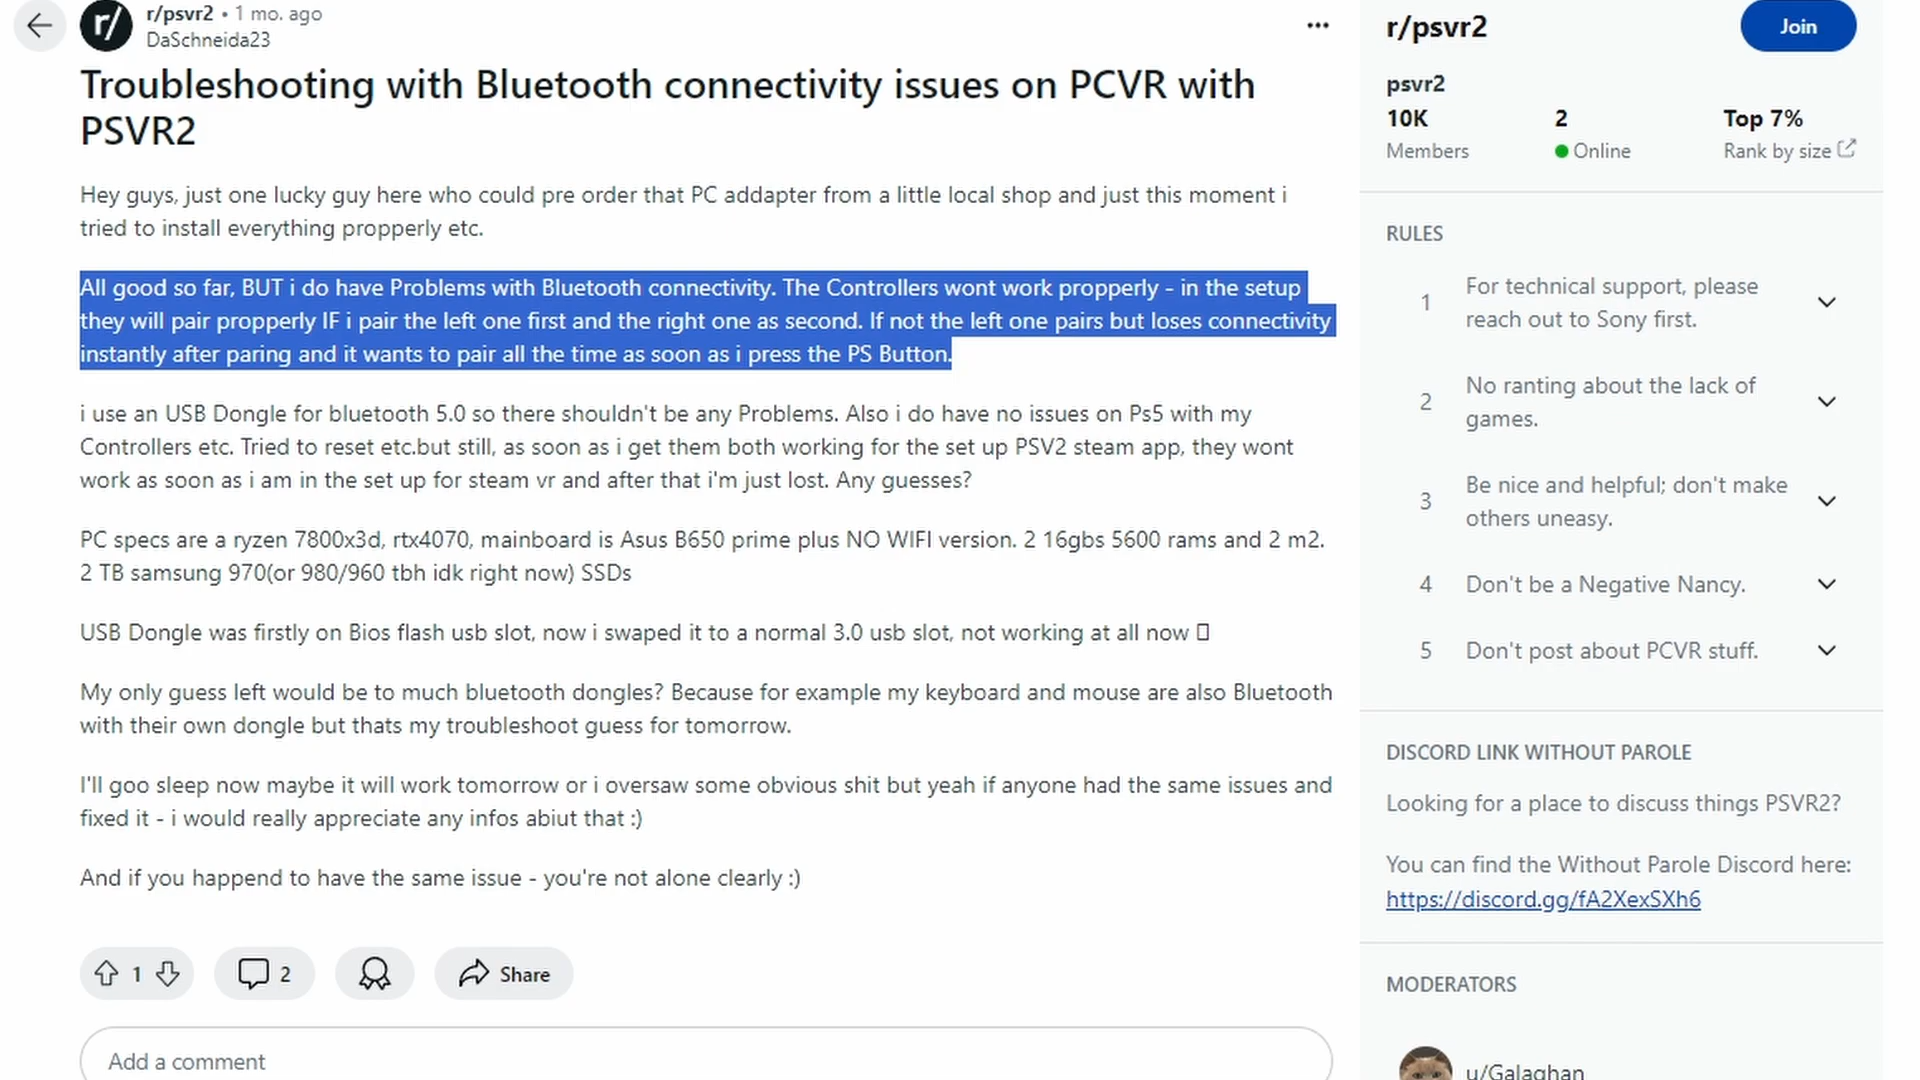 r/psvr2 • 1 mo. ago
DaSchneida23
Troubleshooting with Bluetooth connectivity issues on PCVR with
PSVR2
Hey guys, just one lucky guy here who could pre order that PC addapter from a little local shop and just this moment i
tried to install everything propperly etc.
All good so far, BUT i do have Problems with Bluetooth connectivity. The Controllers wont work propperly - in the setup
they will pair propperly IF i pair the left one first and the right one as second. If not the left one pairs but loses connectivity
instantly after paring and it wants to pair all the time as soon as i press the PS Button.
i use an USB Dongle for bluetooth 5.0 so there shouldn't be any Problems. Also i do have no issues on Ps5 with my
Controllers etc. Tried to reset etc.but still, as soon as i get them both working for the set up PSV2 steam app, they wont
work as soon as i am in the set up for steam vr and after that i'm just lost. Any guesses?
PC specs are a ryzen 7800x3d, rtx4070, mainboard is Asus B650 prime plus NO WIFI version. 2 16gbs 5600 rams and 2 m2.
2 TB samsung 970(or 980/960 tbh idk right now) SSDs
USB Dongle was firstly on Bios flash usb slot, now i swaped it to a normal 3.0 usb slot, not working at all now
My only guess left would be to much bluetooth dongles? Because for example my keyboard and mouse are also Bluetooth
with their own dongle but thats my troubleshoot guess for tomorrow.
I'll goo sleep now maybe it will work tomorrow or i oversaw some obvious shit but yeah if anyone had the same issues and
fixed it - i would really appreciate any infos abiut that :)
And if you happend to have the same issue - you're not alone clearly :)
1
2
Share
Add a comment
r/psvr2
Join
psvr2
10K 2 Top 7%
Members Online Rank by size
RULES
1 For technical support, please
reach out to Sony first.
2 No ranting about the lack of
games.
3 Be nice and helpful; don't make
others uneasy.
4 Don't be a Negative Nancy.
5 Don't post about PCVR stuff.
DISCORD LINK WITHOUT PAROLE
Looking for a place to discuss things PSVR2?
You can find the Without Parole Discord here:
https://discord.gg/fA2XexSXh6
MODERATORS
u/Galaghan